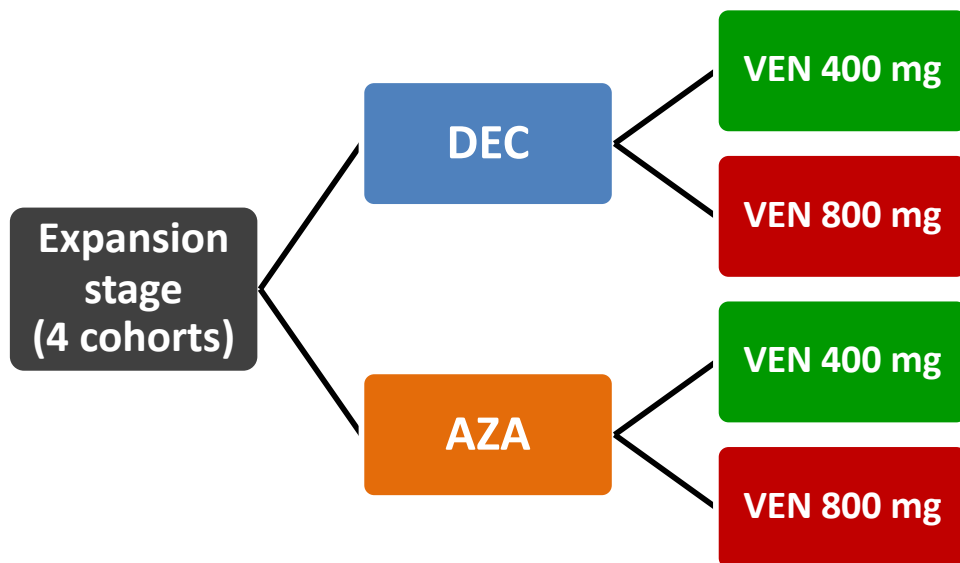 Expansion
stage
(4 cohorts)
DEC
VEN 400 mg
VEN 800 mg
AZA
VEN 400 mg
VEN 800 mg